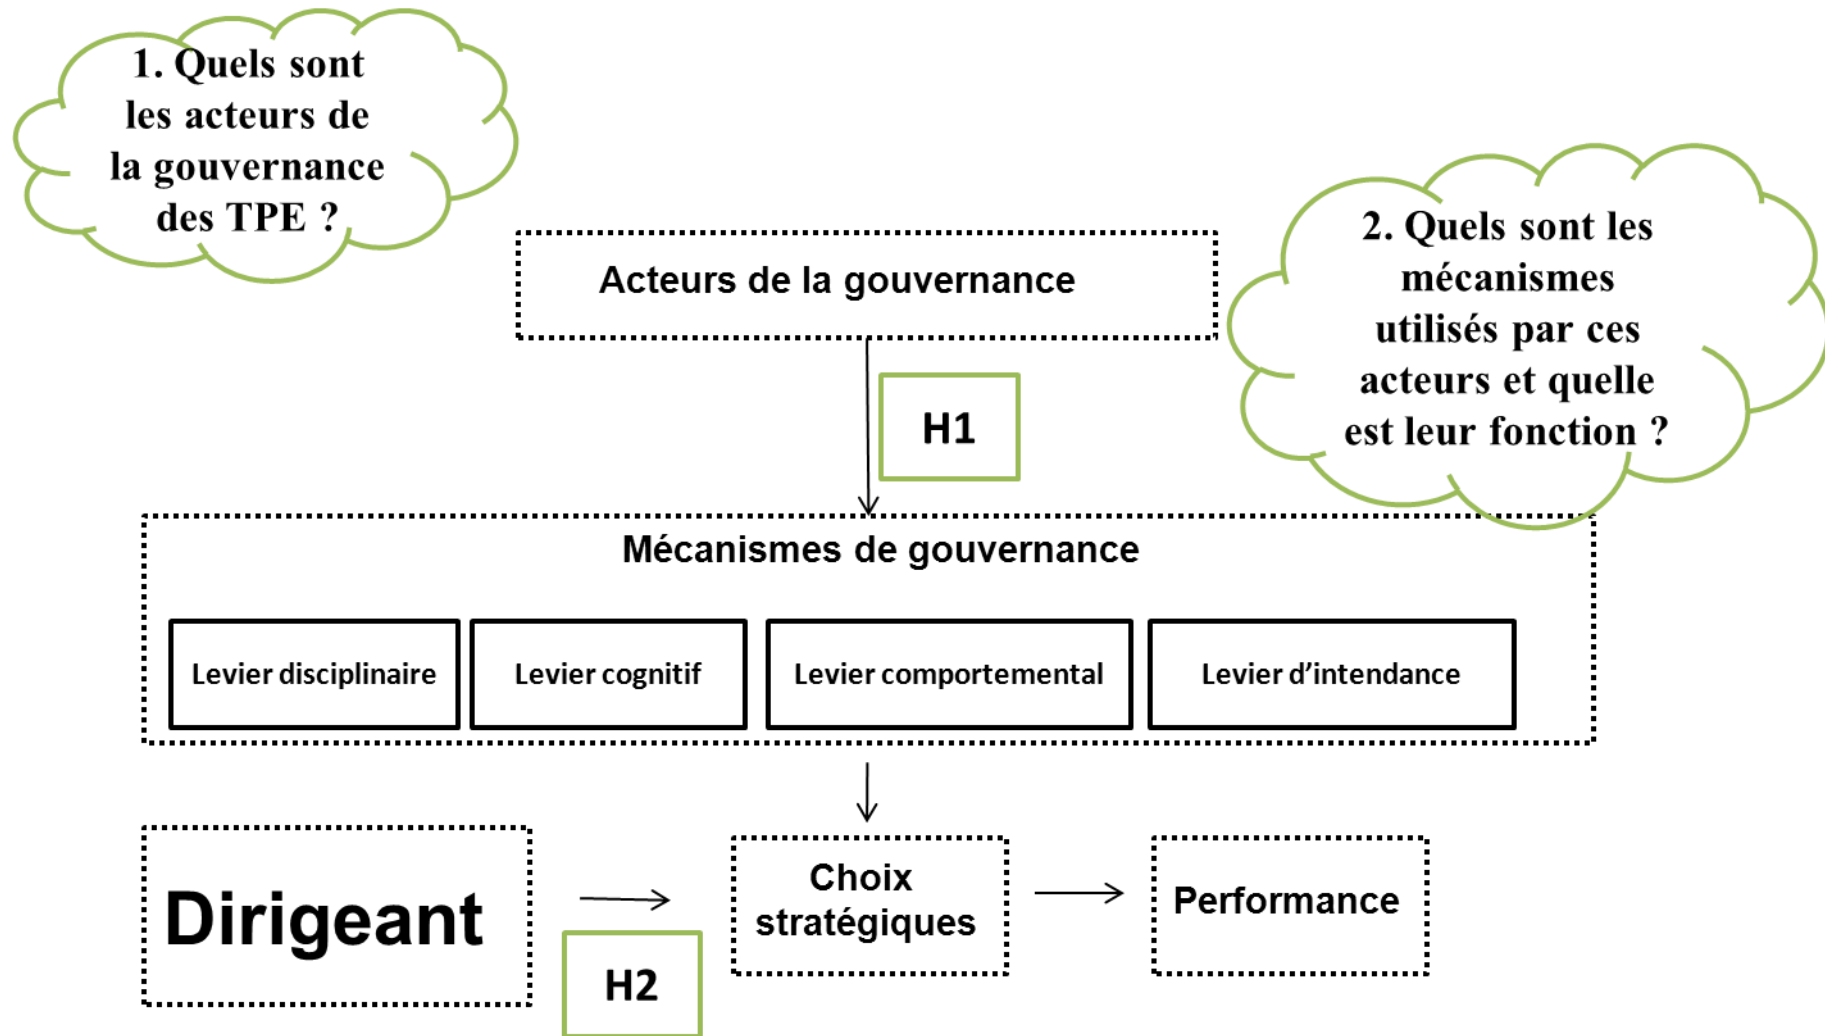 1. Quels sont
les acteurs de
la gouvernance
des TPE ?
2. Quels sont les
mécanismes
utilisés par ces
acteurs et quelle
est leur fonction ?
Acteurs de la gouvernance
H1
Mécanismes de gouvernance
Levier disciplinaire
Levier cognitif
Levier comportemental
Levier d’intendance
Dirigeant
H2
Choix
stratégiques
Performance